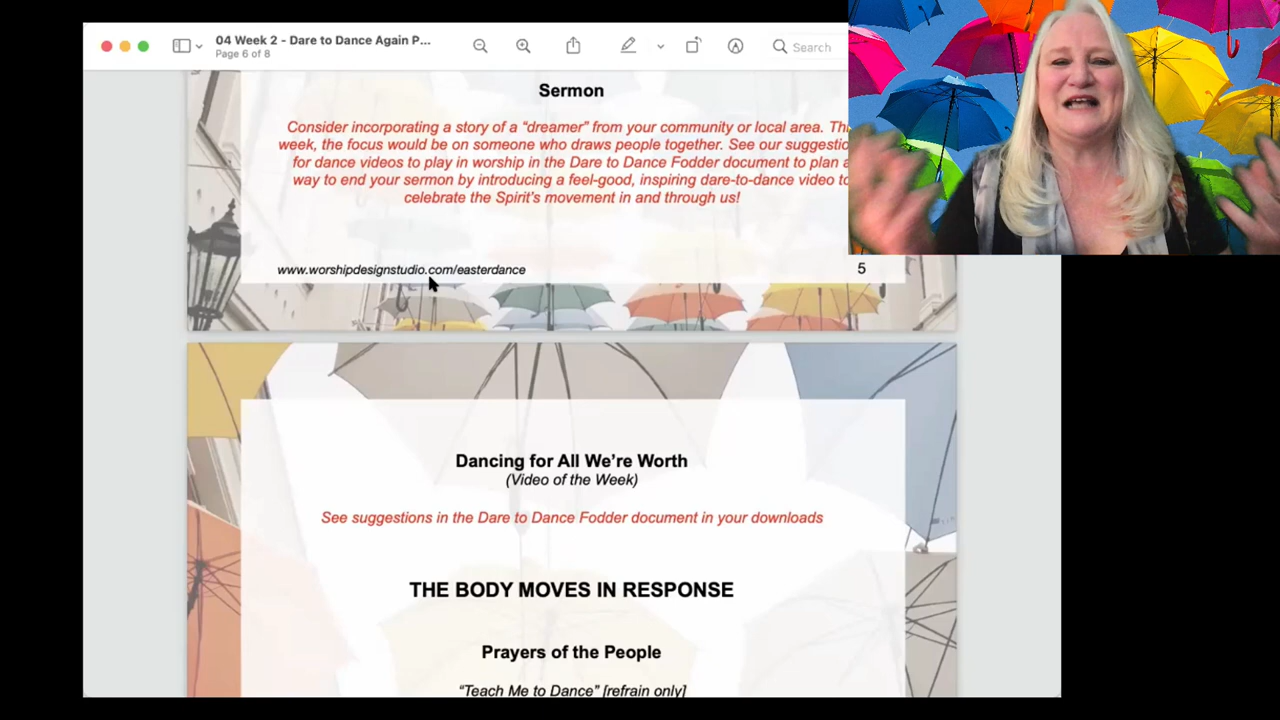 04 Week 2 - Dare to Dance Again P...
Page 6 of 8
Search
Sermon
Consider incorporating a story of a “dreamer” from your community or local area.
week, the focus would be on someone who draws people together. See our
for dance videos to play in worship in the Dare to Dance Fodder document to plan a
way to end your sermon by introducing a feel-good, inspiring dare-to-dance video to
celebrate the Spirit’s movement in and through us!
www.worshipdesignstudio.com/easterdance
5
Dancing for All We’re Worth
(Video of the Week)
See suggestions in the Dare to Dance Fodder document in your downloads
THE BODY MOVES IN RESPONSE
Prayers of the People
“Teach Me to Dance” [refrain only]